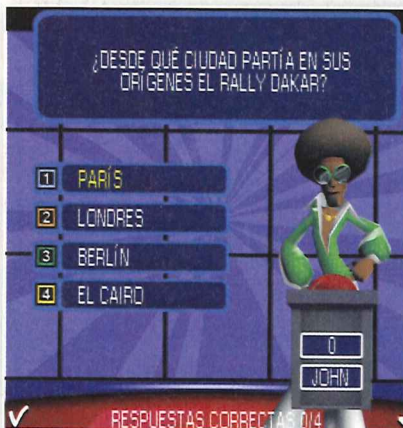 ¿DESDE QUÉ CIUDAD PARTÍA EN SUS
ORÍGENES EL RALLY DAKAR?
1 PARÍS
2 LONDRES
3 BERLÍN
4 EL CAIRO
0
JOHN
RESPUESTAS CORRECTAS 0/4